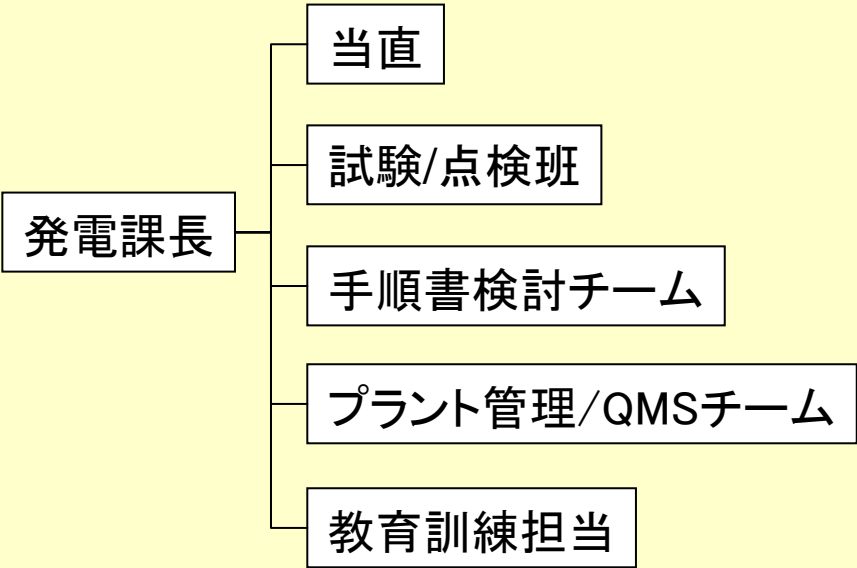 当直
試験/点検班
発電課長
手順書検討チーム
プラント管理/QMSチーム
教育訓練担当